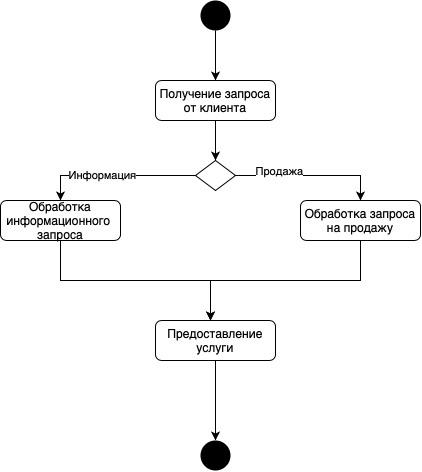 Получение запроса
от клиента
Информация
Продажа
Обработка
информационного
запроса
Обработка запроса
на продажу
Предоставление
услуги